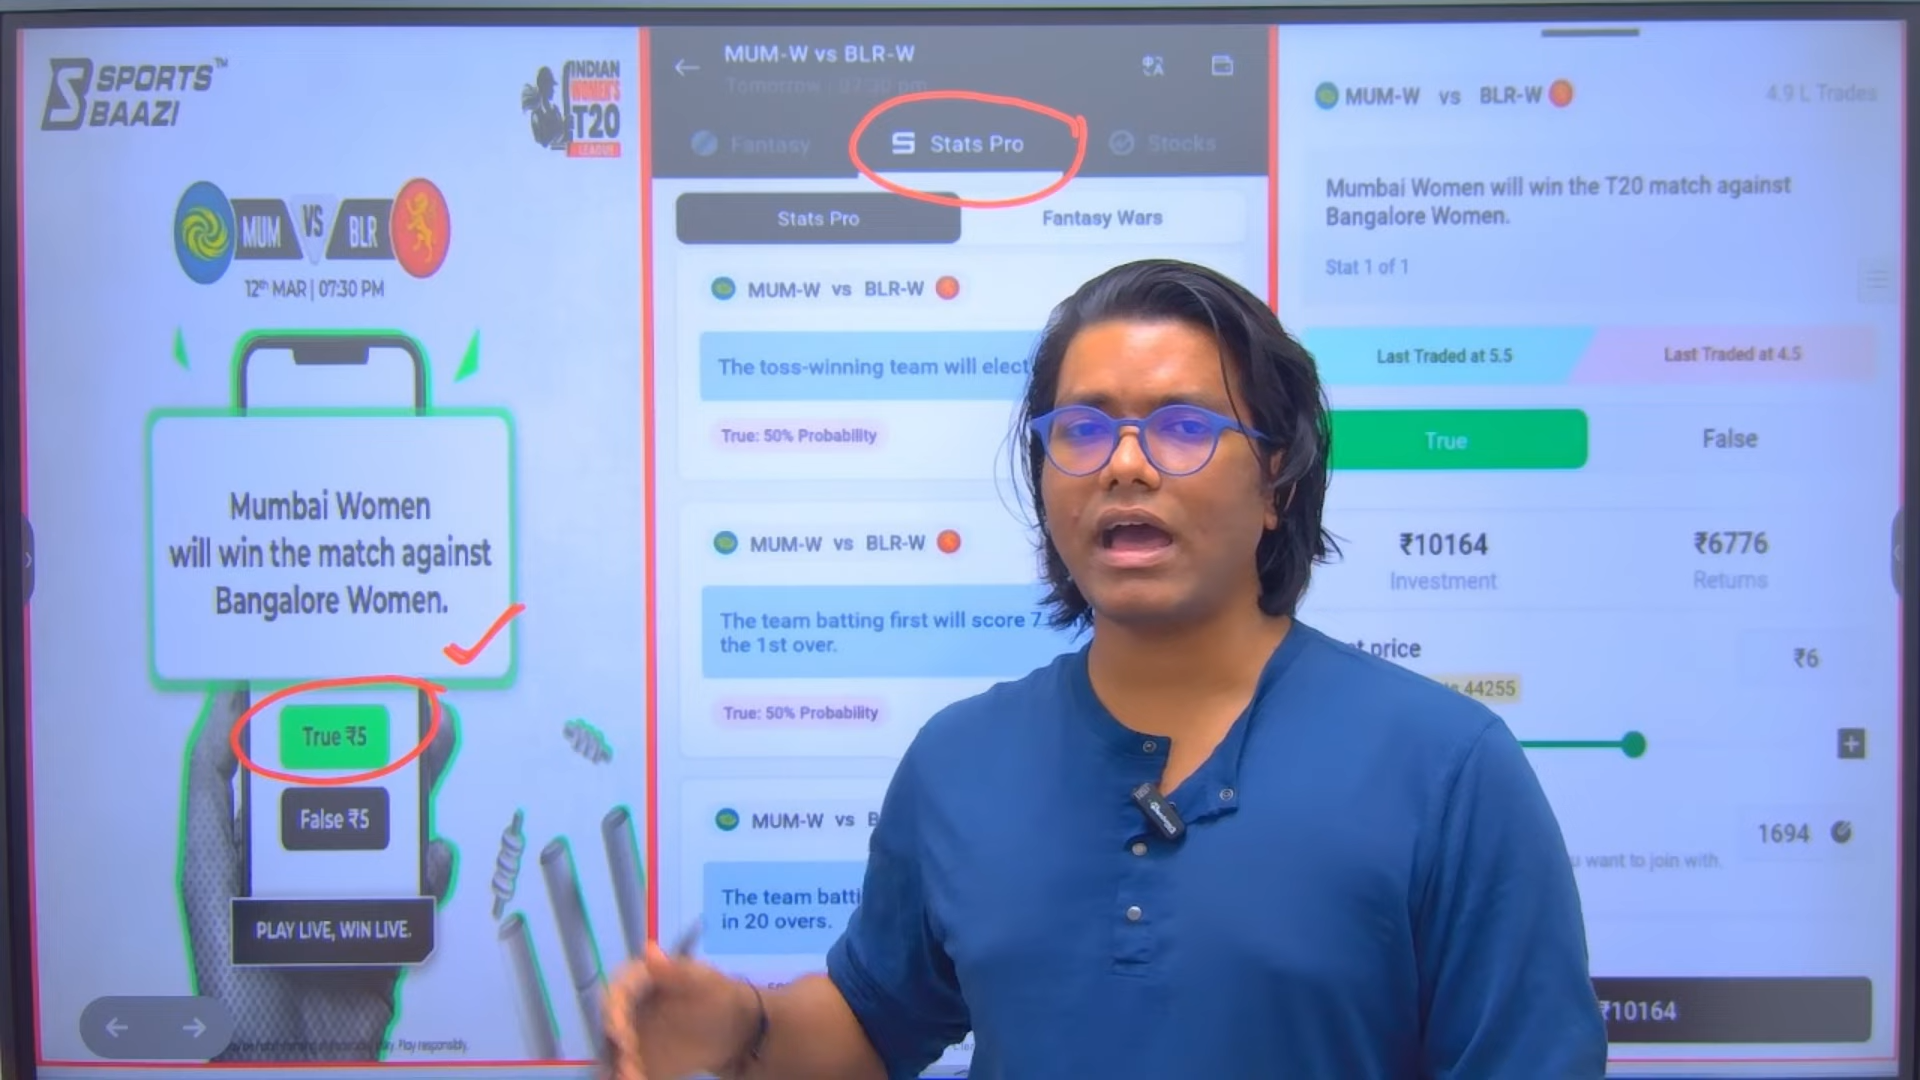 SPORTS
BAAZI
TM
INDIAN
WOMEN'S
T20
LEAGUE
MUM VS BLR
12th MAR | 07:30 PM
Mumbai Women
will win the match against
Bangalore Women.
True ₹5
False ₹5
PLAY LIVE, WIN LIVE.
Play responsibly.
MUM-W vs BLR-W
Tomorrow | 07:30 pm
Fantasy
Stats Pro
Stocks
Stats Pro
Fantasy Wars
MUM-W vs BLR-W
The toss-winning team will elect
True: 50% Probability
MUM-W vs BLR-W
The team batting first will score 7
the 1st over.
True: 50% Probability
MUM-W vs B
The team batti
in 20 overs.
MUM-W vs BLR-W
4.9 L Trades
Mumbai Women will win the T20 match against
Bangalore Women.
Stat 1 of 1
Last Traded at 5.5
Last Traded at 4.5
True
False
₹10164
₹6776
Investment
Returns
price
₹6
44255
1694
want to join with.
₹10164